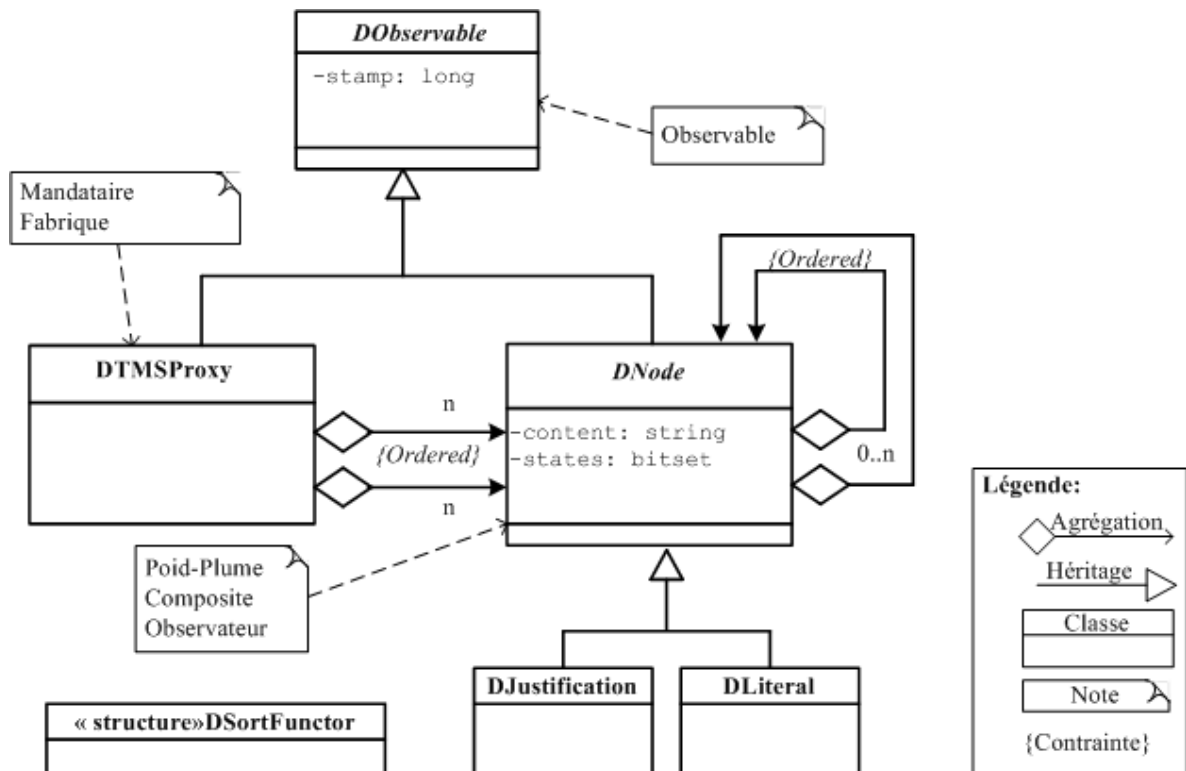 DObservable
-stamp: long
Observable
Mandataire
Fabrique
{Ordered}
DTMSProxy
DNode
n
-content: string
{Ordered}
-states: bitset
0..n
n
Légende:
Agrégation
Héritage
Classe
Note
{Contrainte}
Poid-Plume
Composite
Observateur
DJustification
DLiteral
« structure»DSortFunctor